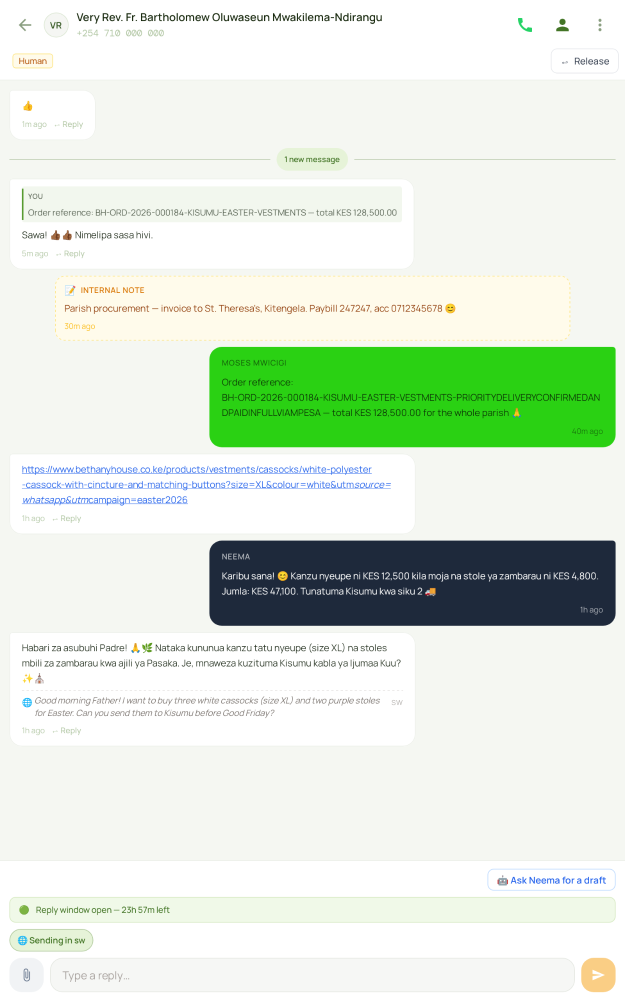 VR
Very Rev. Fr. Bartholomew Oluwaseun Mwakilema-Ndirangu
+254 710 000 000
Human
↩ Release
👍
1m ago ↩ Reply
1 new message
YOU
Order reference: BH-ORD-2026-000184-KISUMU-EASTER-VESTMENTS — total KES 128,500.00
Sawa! 👍🏾👍🏾 Nimelipa sasa hivi.
5m ago ↩ Reply
📝 INTERNAL NOTE
Parish procurement — invoice to St. Theresa's, Kitengela. Paybill 247247, acc 0712345678 😊
30m ago
MOSES MWICIGI
Order reference:
BH-ORD-2026-000184-KISUMU-EASTER-VESTMENTS-PRIORITYDELIVERYCONFIRMEDAN
DPAIDINFULLVIAMPESA — total KES 128,500.00 for the whole parish 🙏
40m ago
https://www.bethanyhouse.co.ke/products/vestments/cassocks/white-polyester
-cassock-with-cincture-and-matching-buttons?size=XL&colour=white&utmsource=
whatsapp&utmcampaign=easter2026
1h ago ↩ Reply
NEEMA
Karibu sana! 😊 Kanzu nyeupe ni KES 12,500 kila moja na stole ya zambarau ni KES 4,800.
Jumla: KES 47,100. Tunatuma Kisumu kwa siku 2 🚚
1h ago
Habari za asubuhi Padre! 🙏🌿 Nataka kununua kanzu tatu nyeupe (size XL) na stoles
mbili za zambarau kwa ajili ya Pasaka. Je, mnaweza kuzituma Kisumu kabla ya Ijumaa Kuu?
✨⛪
🌐 Good morning Father! I want to buy three white cassocks (size XL) and two purple stoles
for Easter. Can you send them to Kisumu before Good Friday?
SW
1h ago ↩ Reply
🤖 Ask Neema for a draft
🟢 Reply window open — 23h 57m left
🌐 Sending in sw
Type a reply…